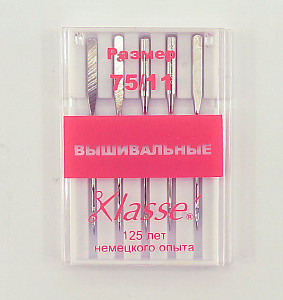 Размер
75/11
ВЫШИВАЛЬНЫЕ
Klasse®
125 лет
немецкого опыта